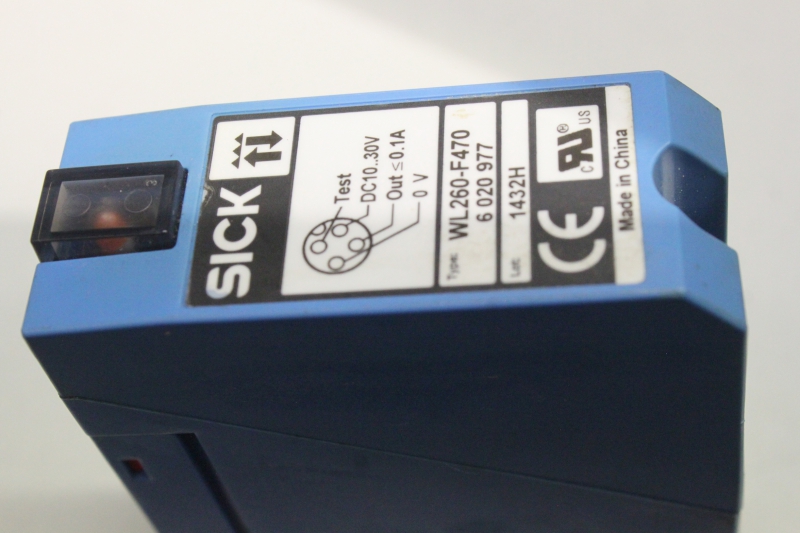 SICK
Test
DC10..30V
Out ≤ 0.1A
0 V
Type: WL260-F470
6 020 977
Lot: 1432H
CE
c UR® US
Made in China